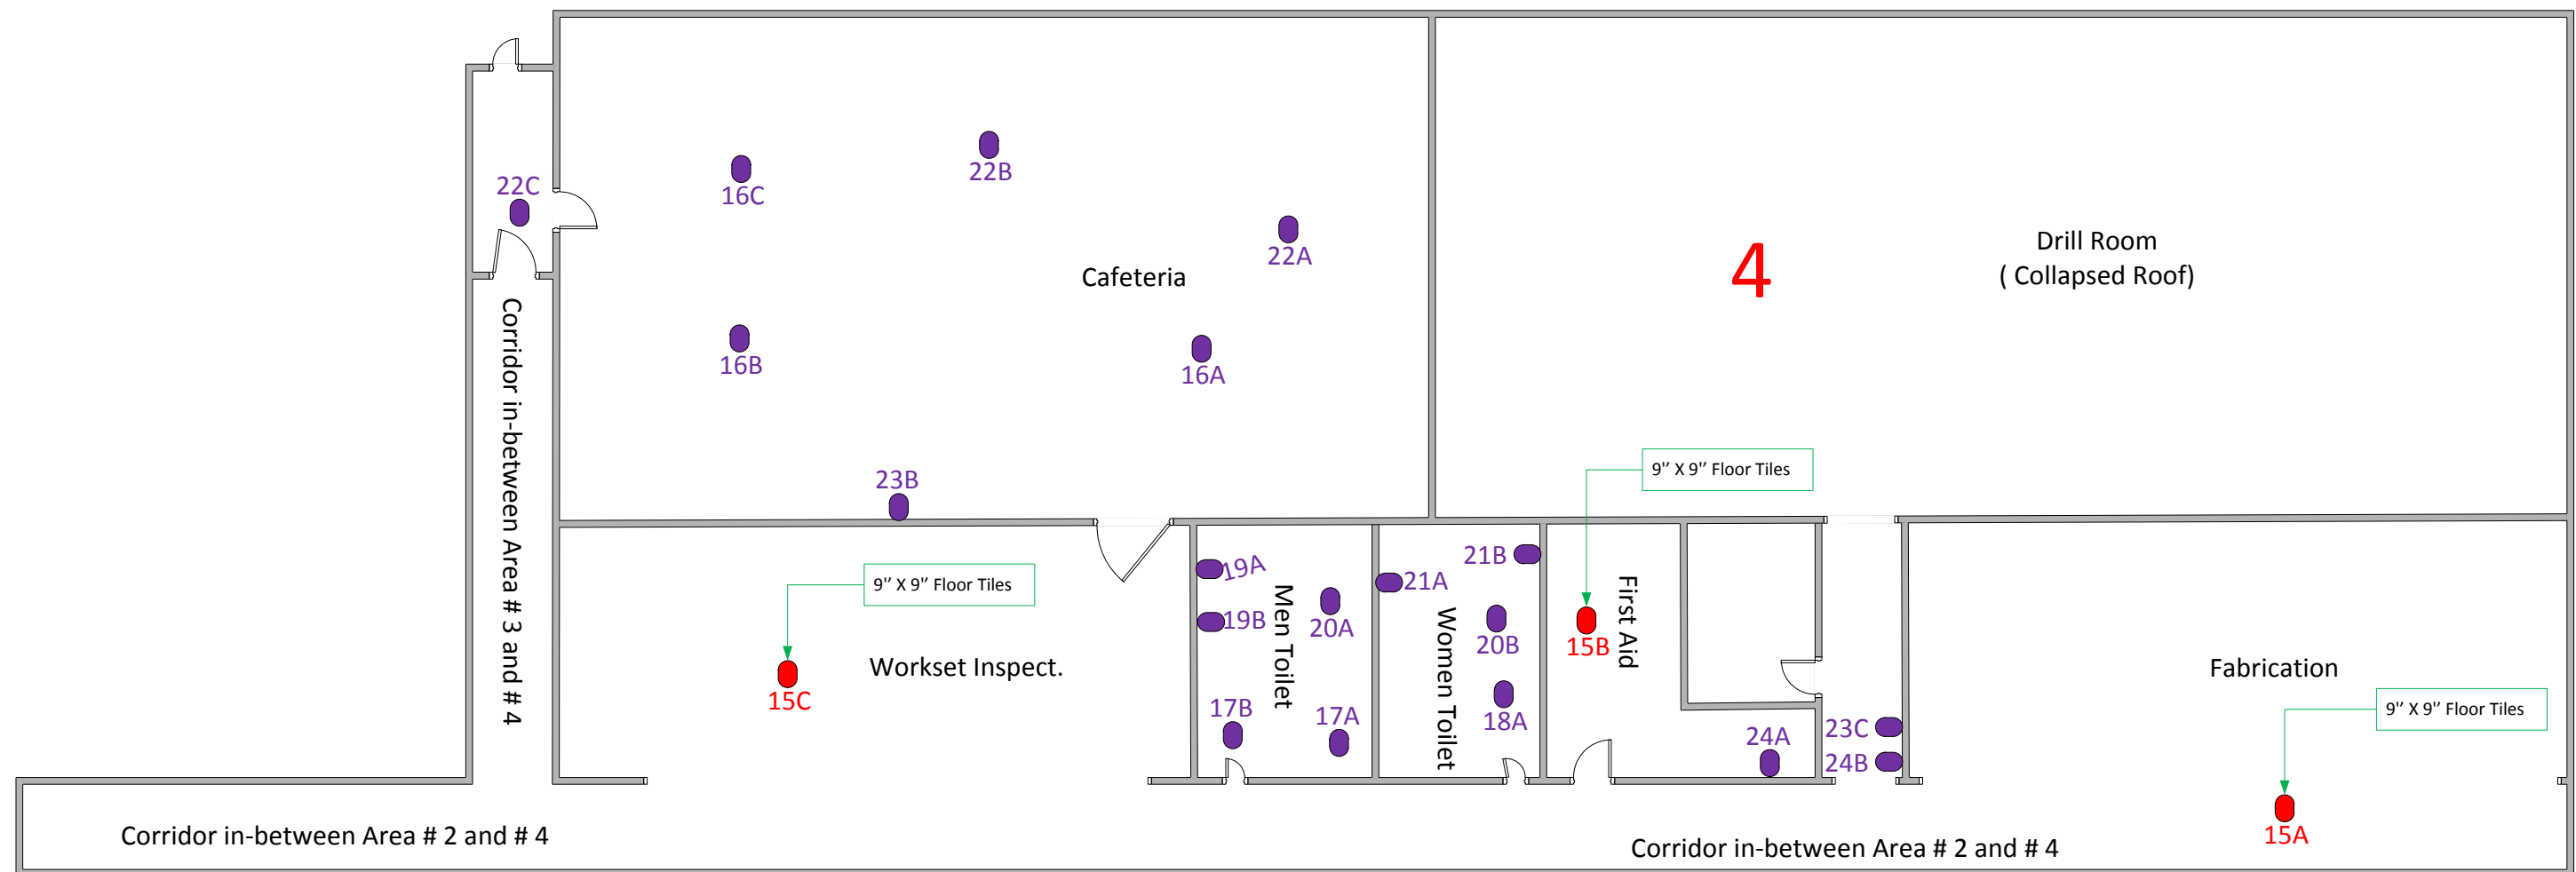 22B
16C
22C
22A
Drill Room
( Collapsed Roof)
4
Cafeteria
16B
16A
Corridor in-between Area # 3 and # 4
23B
9’’ X 9’’ Floor Tiles
9’’ X 9’’ Floor Tiles
19A
21B
21A
19B
Men Toilet
20A
Women Toilet
20B
15B
First Aid
Workset Inspect.
15C
Fabrication
17B
17A
18A
24A
23C
24B
9’’ X 9’’ Floor Tiles
15A
Corridor in-between Area # 2 and # 4
Corridor in-between Area # 2 and # 4